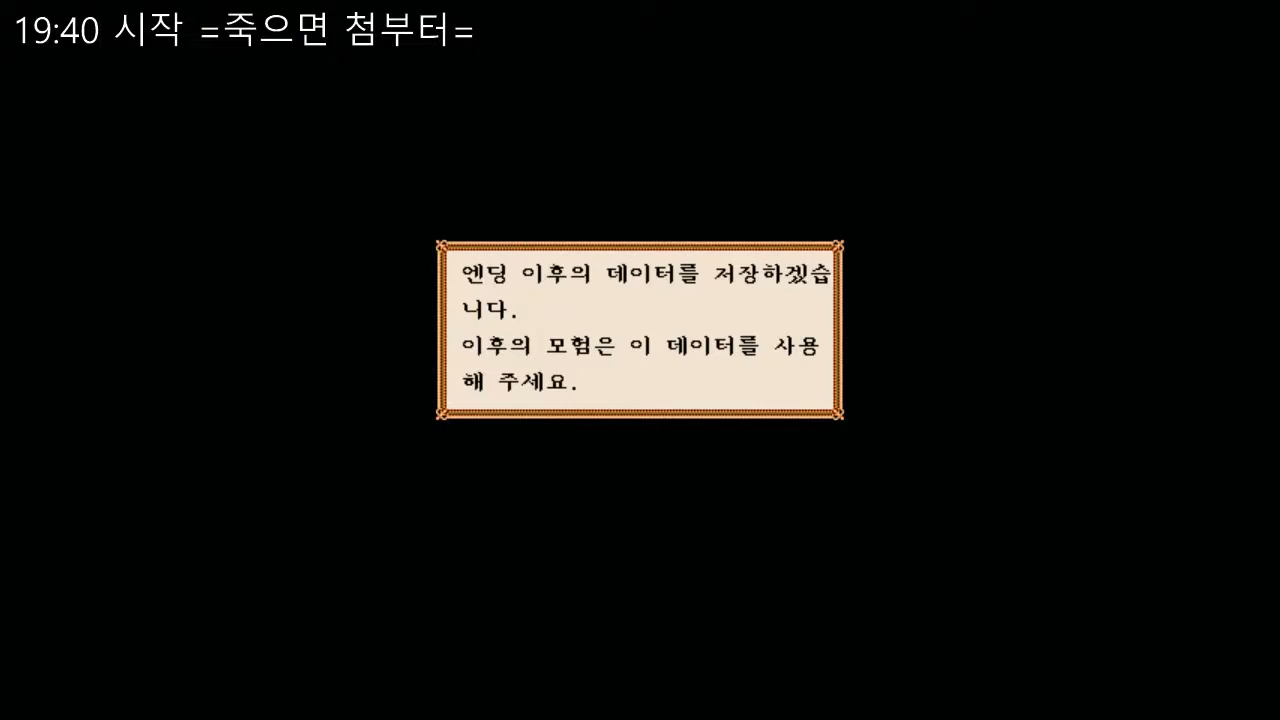 19:40 시작 =죽으면 첨부터=
엔딩 이후의 데이터를 저장하겠습
니다.
이후의 모험은 이 데이터를 사용
해 주세요.